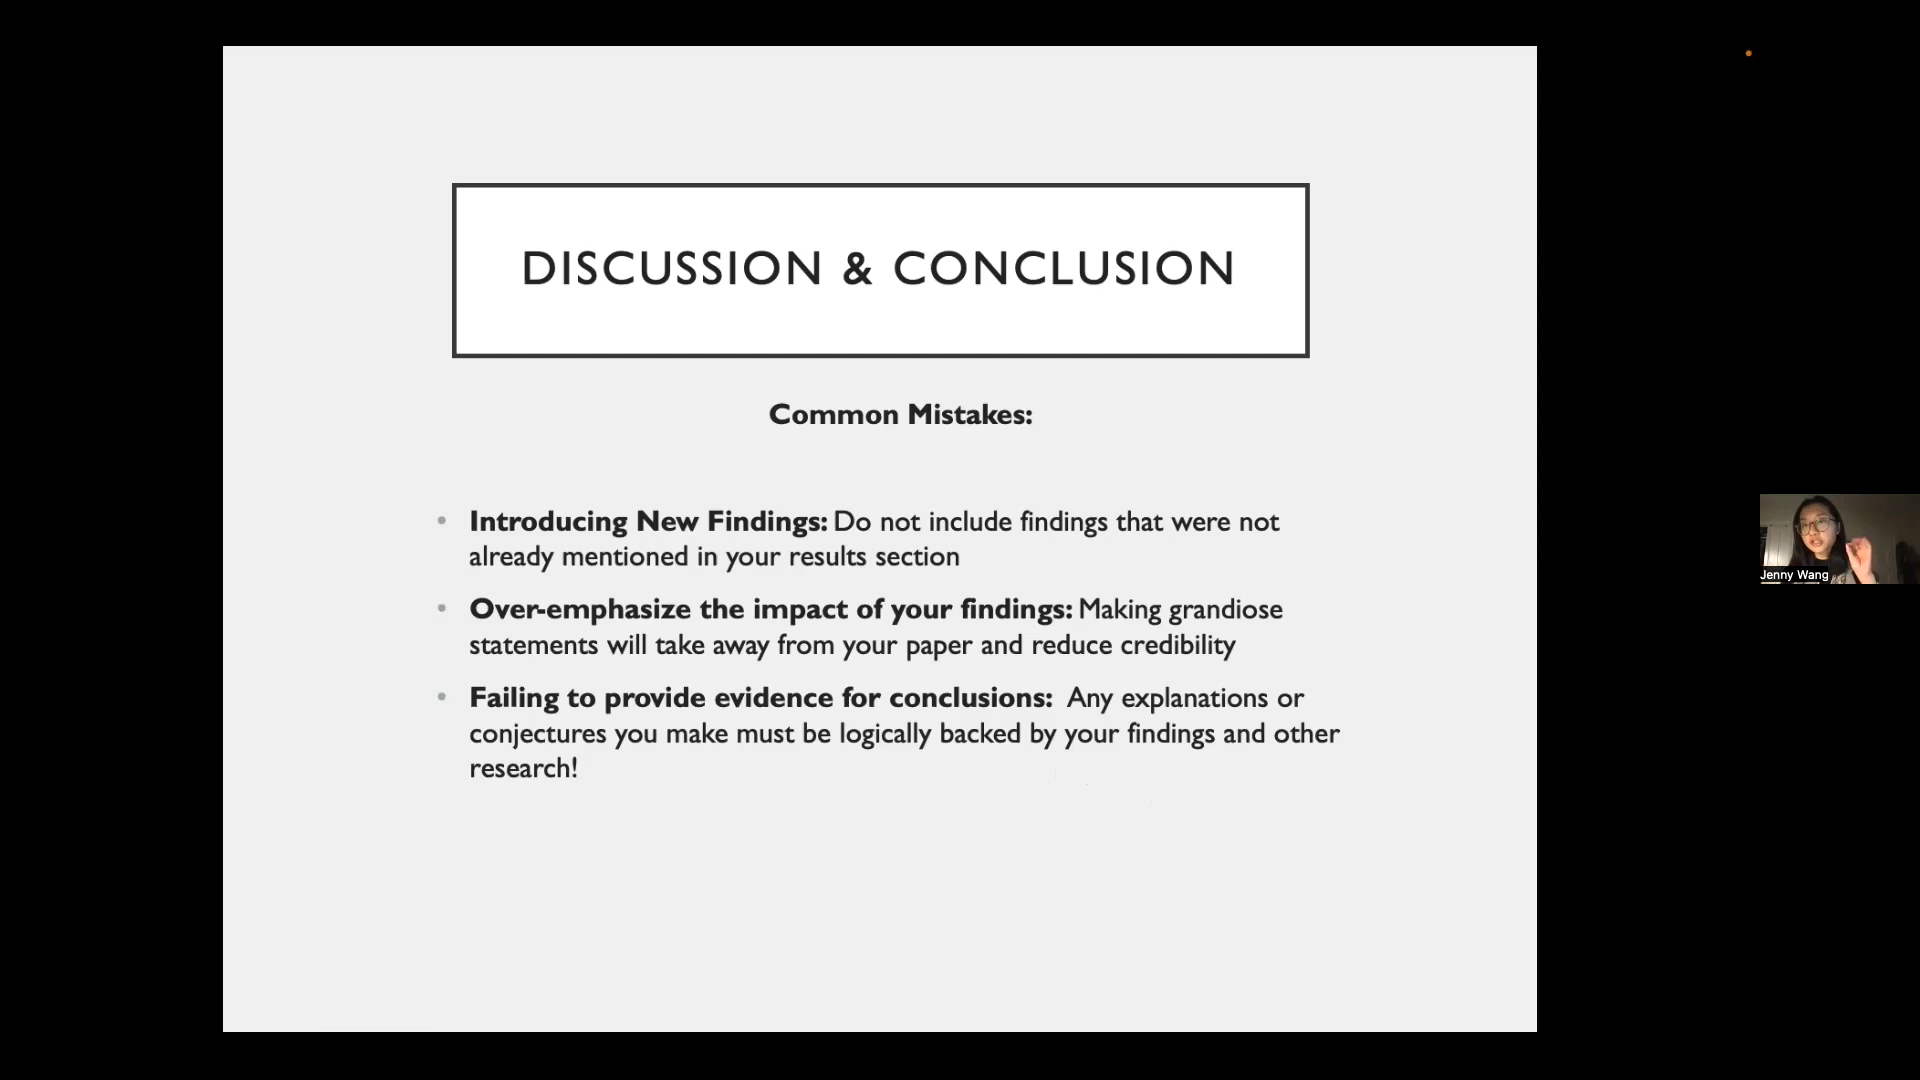 DISCUSSION & CONCLUSION
Common Mistakes:
• Introducing New Findings: Do not include findings that were not
already mentioned in your results section
• Over-emphasize the impact of your findings: Making grandiose
statements will take away from your paper and reduce credibility
• Failing to provide evidence for conclusions: Any explanations or
conjectures you make must be logically backed by your findings and other
research!
Jenny Wang